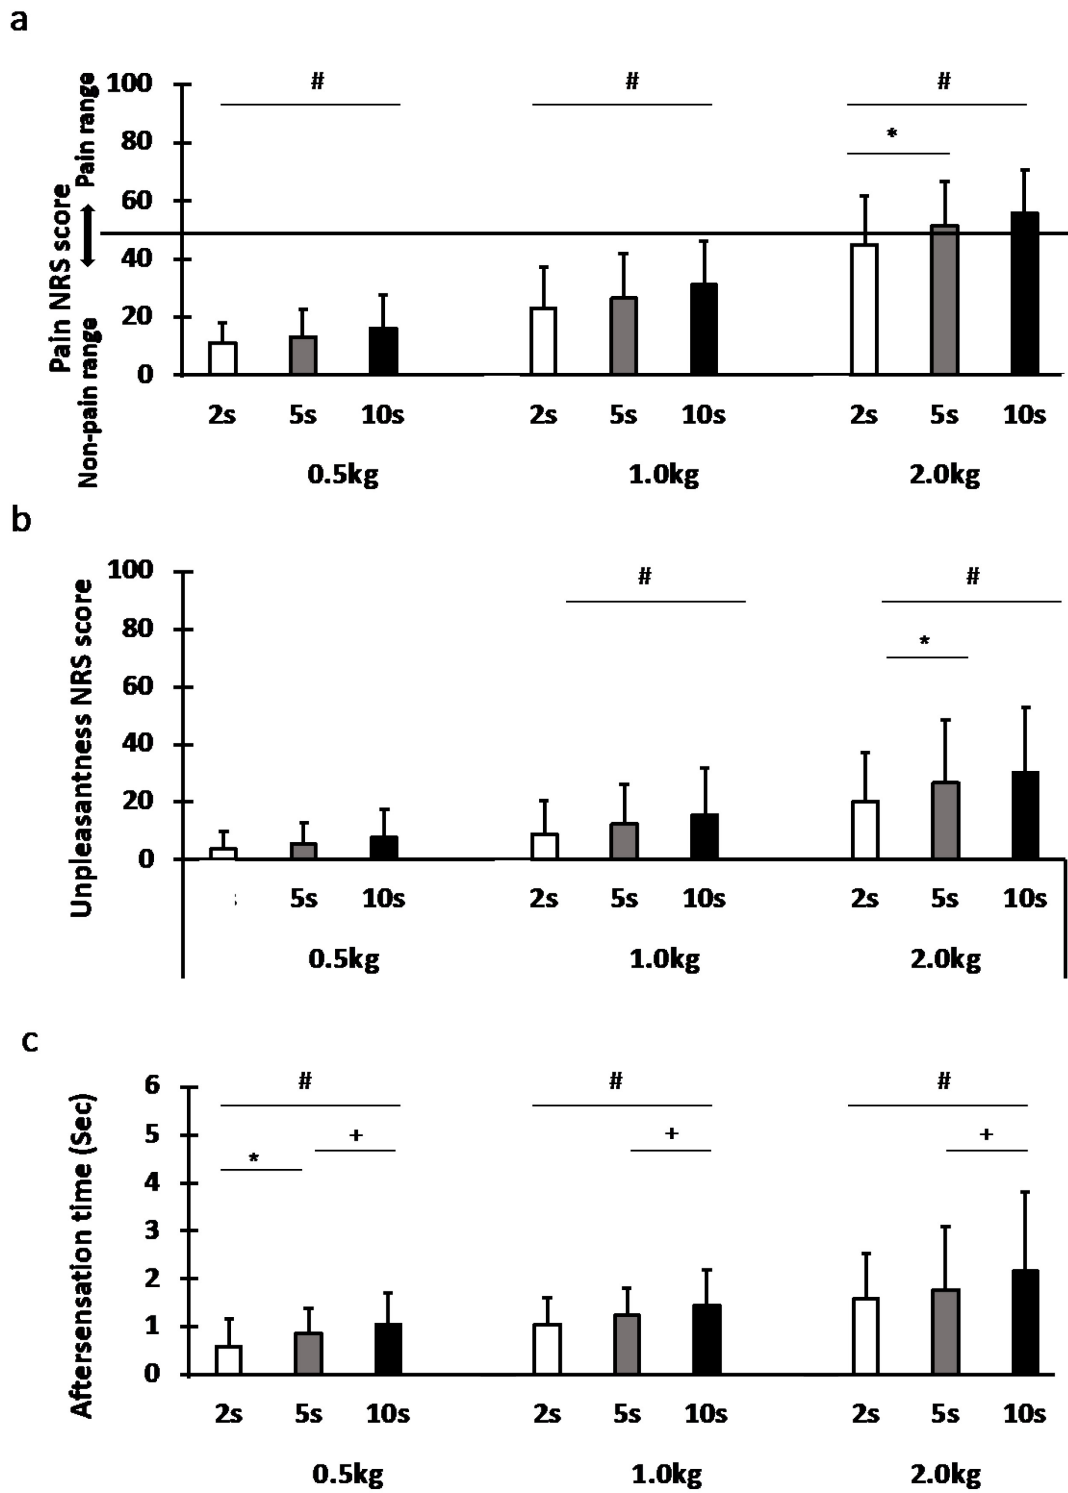 a
Pain NRS score
Non-pain range
Pain range
100
80
60
40
20
0
#
#
#
*
2s 5s 10s 2s 5s 10s 2s 5s 10s
0.5kg 1.0kg 2.0kg
b
Unpleasantness NRS score
100
80
60
40
20
0
#
#
*
5s 10s 2s 5s 10s 2s 5s 10s
0.5kg 1.0kg 2.0kg
c
Aftersensation time (Sec)
6
5
4
3
2
1
0
#
#
#
+
+
+
*
2s 5s 10s 2s 5s 10s 2s 5s 10s
0.5kg 1.0kg 2.0kg